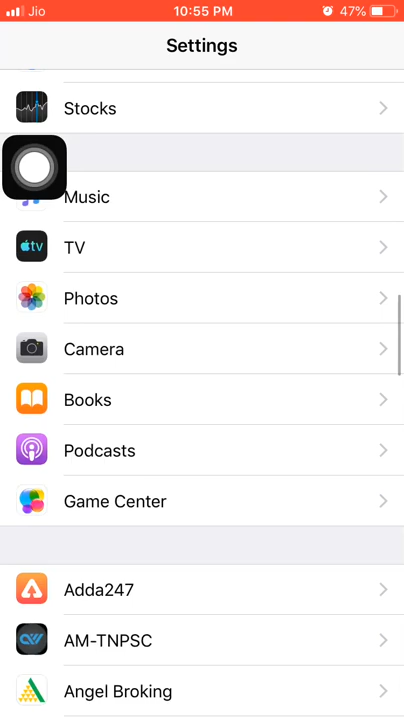 Jio 10:55 PM 47%
Settings
Stocks
Music
tv TV
Photos
Camera
Books
Podcasts
Game Center
Adda247
AM-TNPSC
Angel Broking